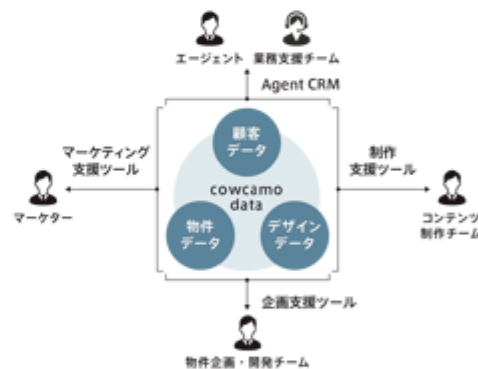 エージェント 業務支援チーム
Agent CRM
顧客
データ
マーケティング
支援ツール
制作
支援ツール
cowcamo
data
マーケター
物件
データ
デザイン
データ
コンテンツ
制作チーム
企画支援ツール
物件企画・開発チーム